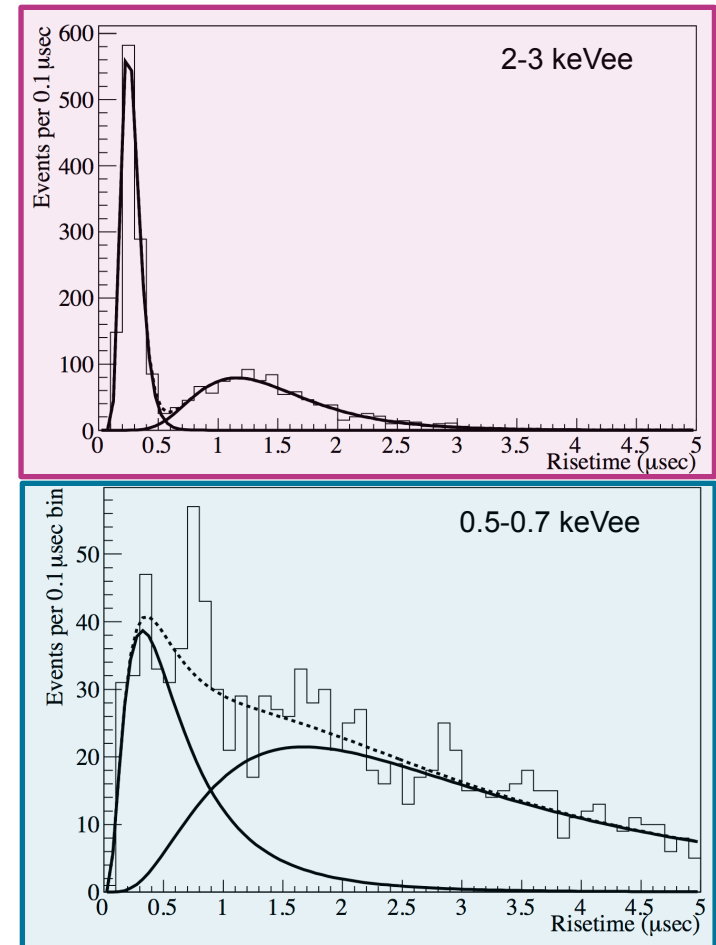 2-3 keVee
Events per 0.1 μsec
600
500
400
300
200
100
0
0 0.5 1 1.5 2 2.5 3 3.5 4 4.5 5
Risetime (μsec)
0.5-0.7 keVee
Events per 0.1 μsec bin
50
40
30
20
10
0
0 0.5 1 1.5 2 2.5 3 3.5 4 4.5 5
Risetime (μsec)